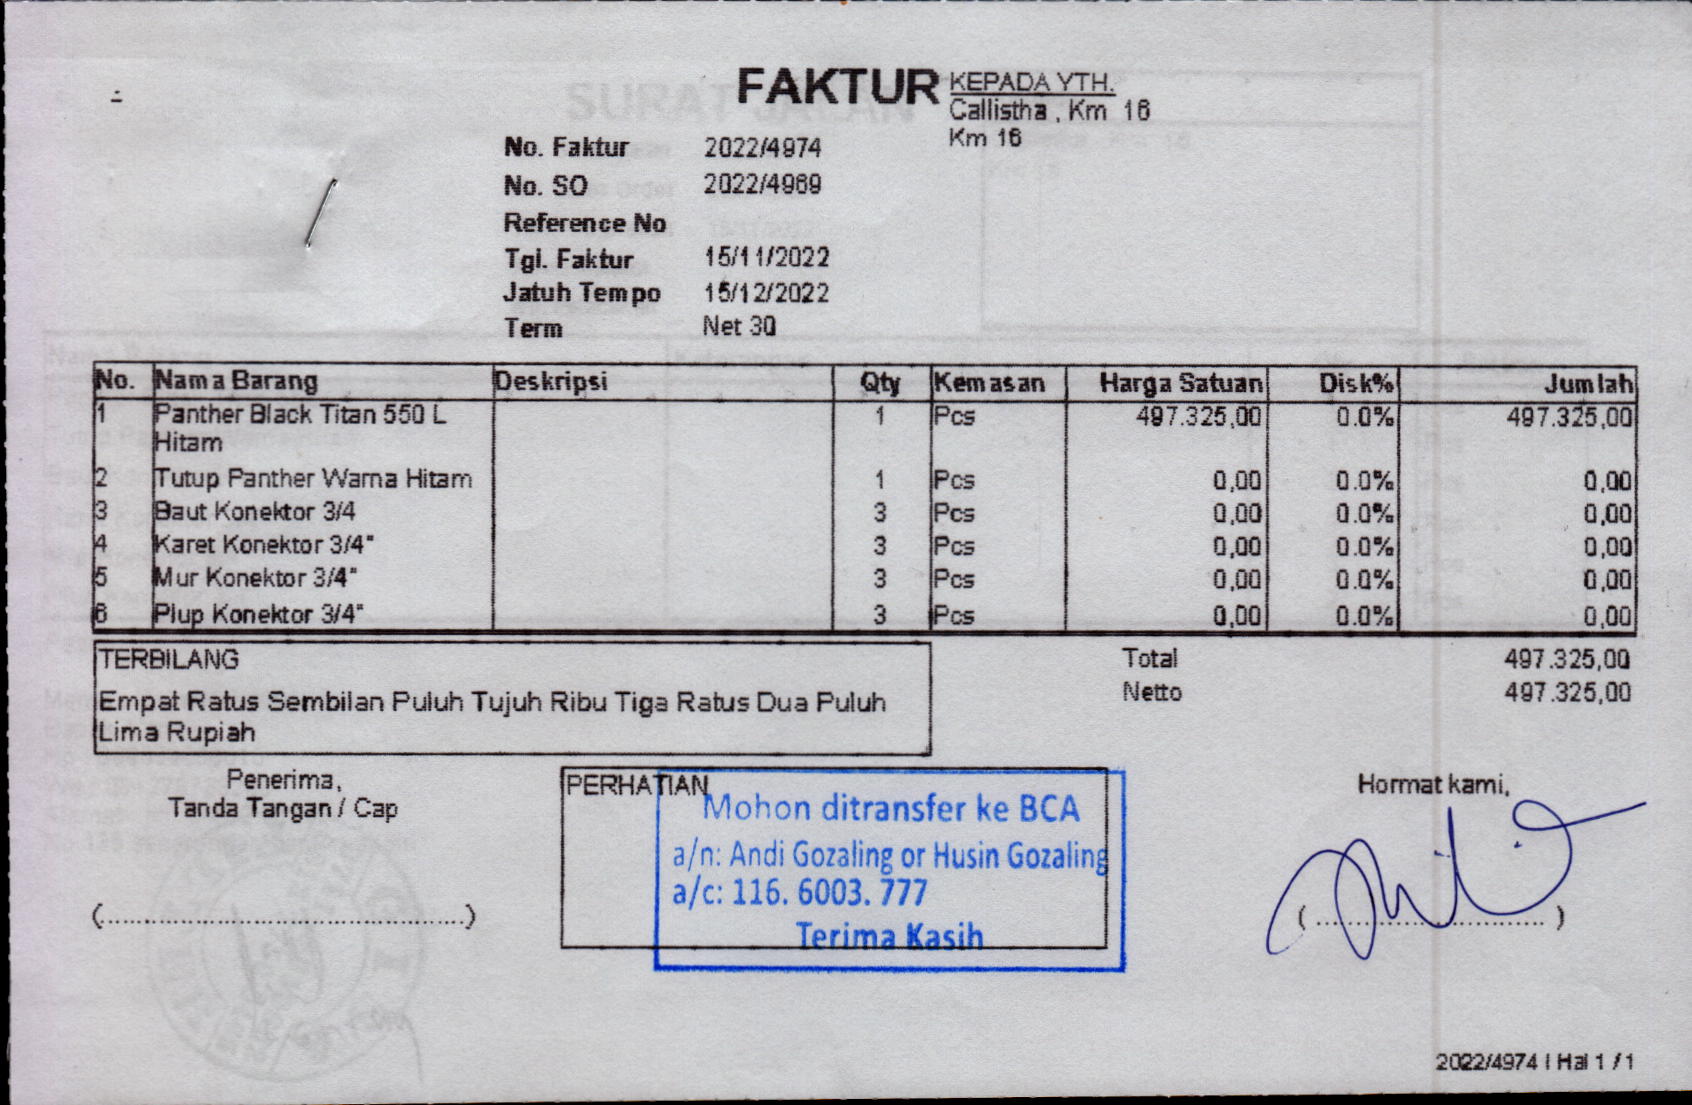 FAKTUR
KEPADA YTH.
Callistha , Km 16
Km 16
No. Faktur 2022/4974
No. SO 2022/4969
Reference No
Tgl. Faktur 15/11/2022
Jatuh Tempo 15/12/2022
Term Net 30
No. Nama Barang Deskripsi Qty Kemasan Harga Satuan Disk% Jumlah
1 Panther Black Titan 550 L 1 Pcs 497.325,00 0.0% 497.325,00
Hitam
2 Tutup Panther Warna Hitam 1 Pcs 0,00 0.0% 0,00
3 Baut Konektor 3/4 3 Pcs 0,00 0.0% 0,00
4 Karet Konektor 3/4" 3 Pcs 0,00 0.0% 0,00
5 Mur Konektor 3/4" 3 Pcs 0,00 0.0% 0,00
6 Plup Konektor 3/4" 3 Pcs 0,00 0.0% 0,00
TERBILANG
Empat Ratus Sembilan Puluh Tujuh Ribu Tiga Ratus Dua Puluh
Lima Rupiah
Total 497.325,00
Netto 497.325,00
Penerima,
Tanda Tangan / Cap
(..................................................)
PERHATIAN
Mohon ditransfer ke BCA
a/n: Andi Gozaling or Husin Gozaling
a/c: 116. 6003. 777
Terima Kasih
Hormat kami,
( ................................ )
2022/4974 | Hal 1 / 1